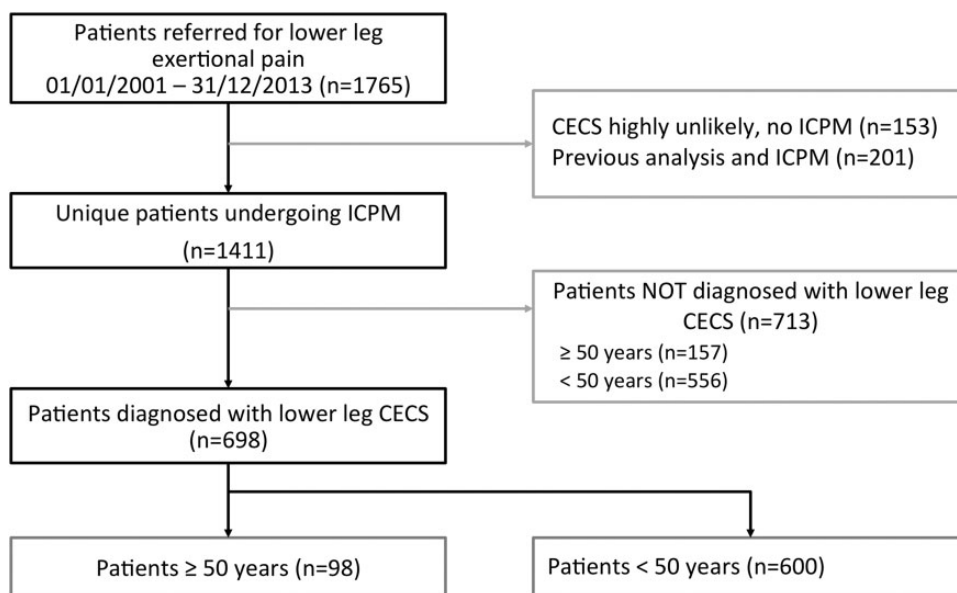 Patients referred for lower leg
exertional pain
01/01/2001 – 31/12/2013 (n=1765)
CECS highly unlikely, no ICPM (n=153)
Previous analysis and ICPM (n=201)
Unique patients undergoing ICPM
(n=1411)
Patients NOT diagnosed with lower leg
CECS (n=713)
≥ 50 years (n=157)
< 50 years (n=556)
Patients diagnosed with lower leg CECS
(n=698)
Patients ≥ 50 years (n=98)
Patients < 50 years (n=600)